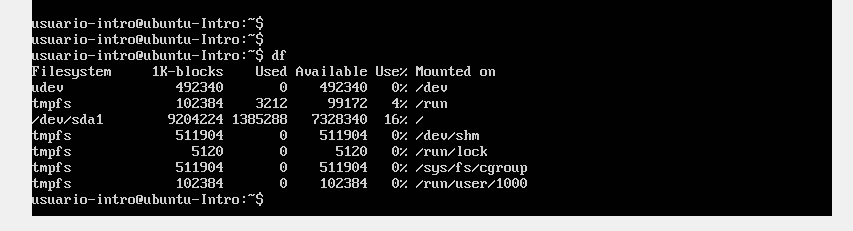 usuario-intro@ubuntu-Intro:~$
usuario-intro@ubuntu-Intro:~$
usuario-intro@ubuntu-Intro:~$ df
Filesystem     1K-blocks    Used Available Use% Mounted on
udev              492340       0    492340   0% /dev
tmpfs             102384    3212     99172   4% /run
/dev/sda1        9204224 1385288   7328340  16% /
tmpfs             511904       0    511904   0% /dev/shm
tmpfs               5120       0      5120   0% /run/lock
tmpfs             511904       0    511904   0% /sys/fs/cgroup
tmpfs             102384       0    102384   0% /run/user/1000
usuario-intro@ubuntu-Intro:~$